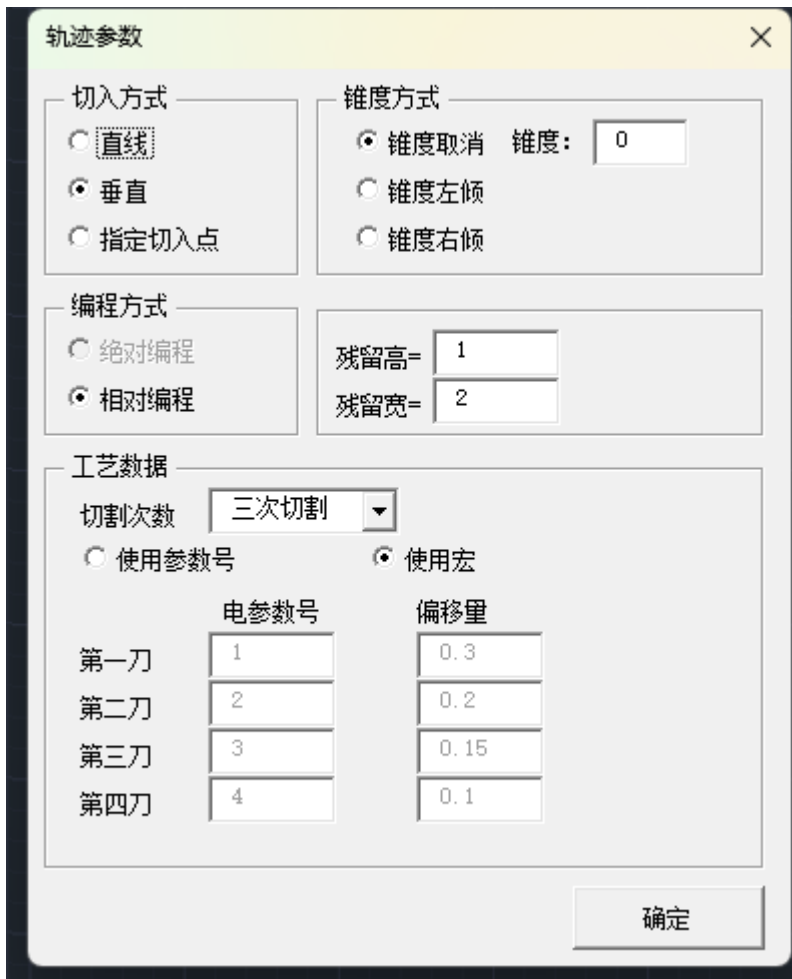 轨迹参数
切入方式
直线
垂直
指定切入点
锥度方式
锥度取消 锥度: 0
锥度左倾
锥度右倾
编程方式
绝对编程
相对编程
残留高= 1
残留宽= 2
工艺数据
切割次数 三次切割
使用参数号 使用宏
电参数号 偏移量
第一刀 1 0.3
第二刀 2 0.2
第三刀 3 0.15
第四刀 4 0.1
确定